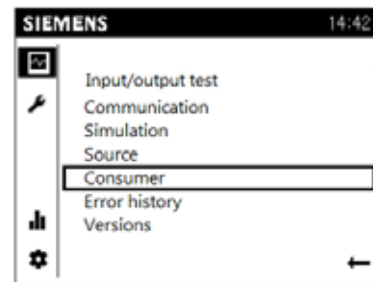 SIEMENS 14:42
Input/output test
Communication
Simulation
Source
Consumer
Error history
Versions